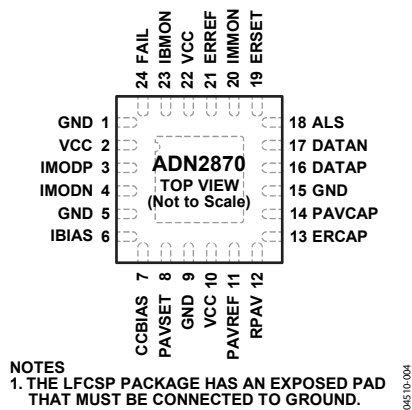 24 FAIL
23 IBMON
22 VCC
21 ERREF
20 IMMON
19 ERSET
GND 1
VCC 2
IMODP 3
IMODN 4
GND 5
IBIAS 6
ADN2870
TOP VIEW
(Not to Scale)
18 ALS
17 DATAN
16 DATAP
15 GND
14 PAVCAP
13 ERCAP
CCBIAS 7
PAVSET 8
GND 9
VCC 10
PAVREF 11
RPAV 12
NOTES
1. THE LFCSP PACKAGE HAS AN EXPOSED PAD
THAT MUST BE CONNECTED TO GROUND.
04510-004